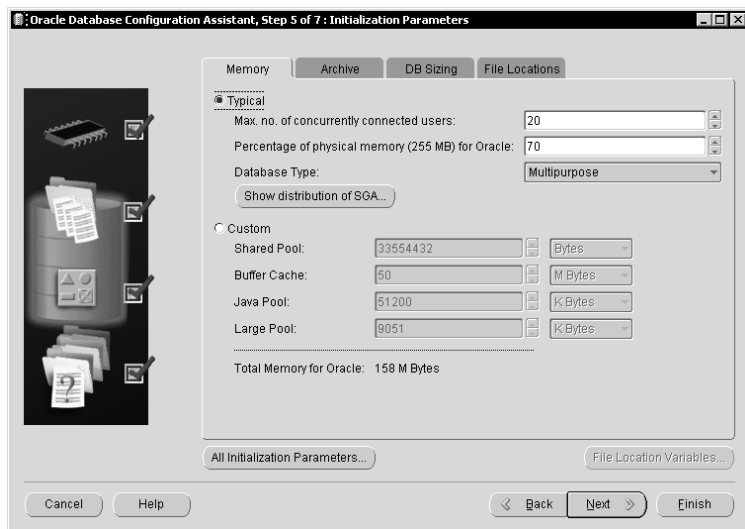 Oracle Database Configuration Assistant, Step 5 of 7 : Initialization Parameters
Memory Archive DB Sizing File Locations
Typical
Max. no. of concurrently connected users: 20
Percentage of physical memory (255 MB) for Oracle: 70
Database Type: Multipurpose
Show distribution of SGA...
Custom
Shared Pool: 33554432 Bytes
Buffer Cache: 50 M Bytes
Java Pool: 51200 K Bytes
Large Pool: 9051 K Bytes
Total Memory for Oracle: 158 M Bytes
All Initialization Parameters... File Location Variables...
Cancel Help Back Next Finish